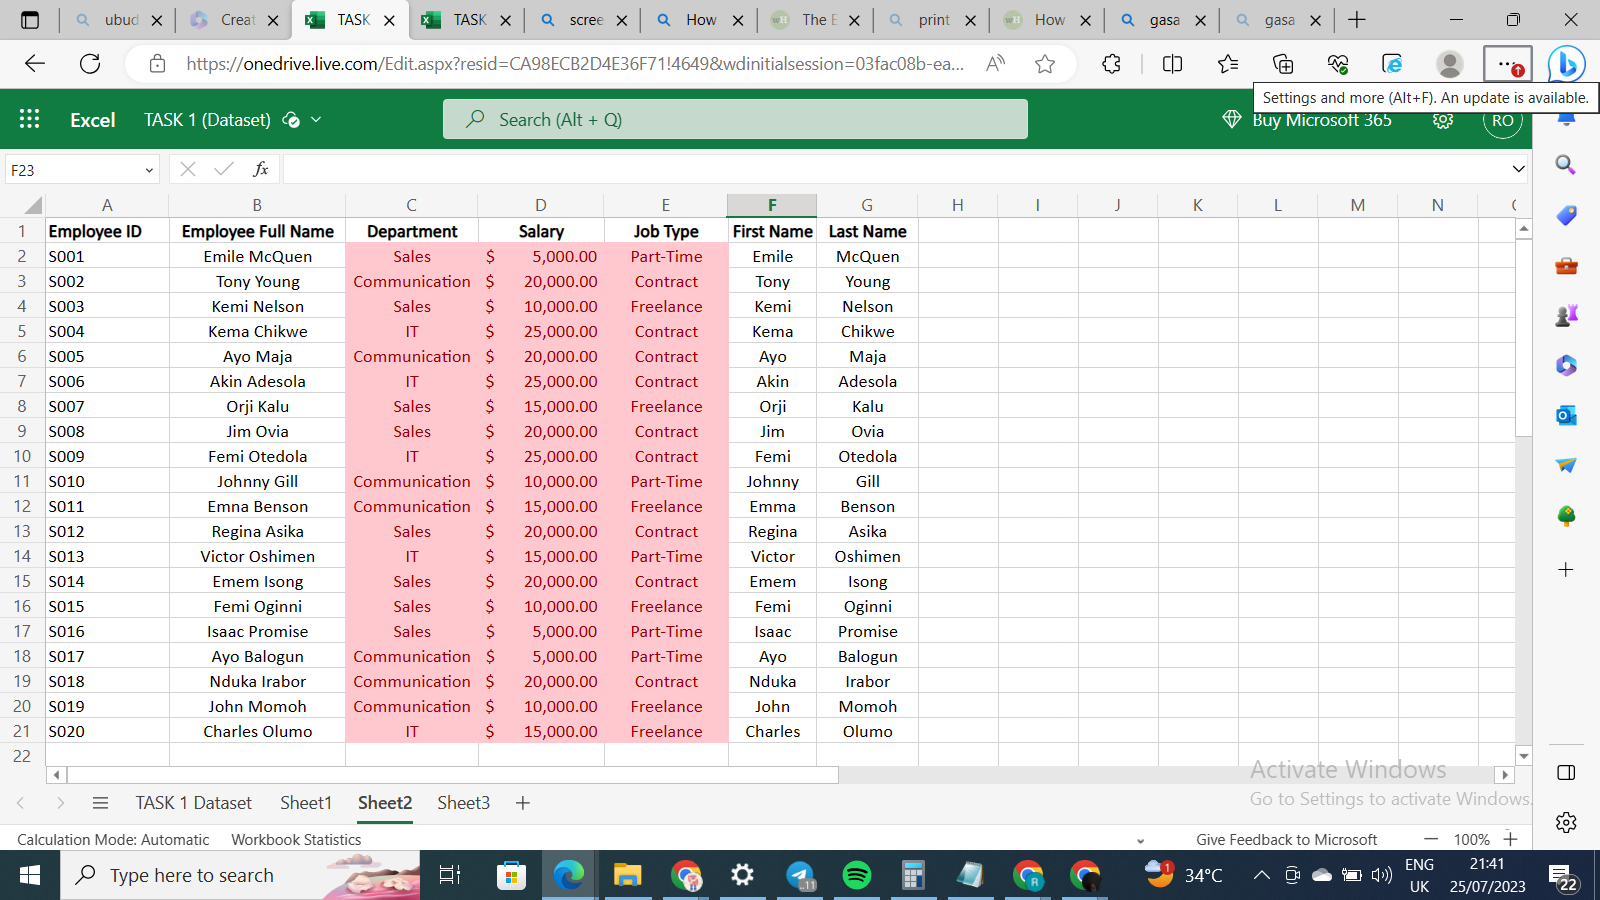 ubud
Creat
TASK
TASK
scree
How
The E
print
How
gasa
gasa
https://onedrive.live.com/Edit.aspx?resid=CA98ECB2D4E36F71!4649&wdinitialsession=03fac08b-ea...
Settings and more (Alt+F). An update is available.
Excel TASK 1 (Dataset) Search (Alt + Q) Buy Microsoft 365 RO
F23 fx
A B C D E F G H I J K L M N
1 Employee ID Employee Full Name Department Salary Job Type First Name Last Name
2 S001 Emile McQuen Sales $ 5,000.00 Part-Time Emile McQuen
3 S002 Tony Young Communication $ 20,000.00 Contract Tony Young
4 S003 Kemi Nelson Sales $ 10,000.00 Freelance Kemi Nelson
5 S004 Kema Chikwe IT $ 25,000.00 Contract Kema Chikwe
6 S005 Ayo Maja Communication $ 20,000.00 Contract Ayo Maja
7 S006 Akin Adesola IT $ 25,000.00 Contract Akin Adesola
8 S007 Orji Kalu Sales $ 15,000.00 Freelance Orji Kalu
9 S008 Jim Ovia Sales $ 20,000.00 Contract Jim Ovia
10 S009 Femi Otedola IT $ 25,000.00 Contract Femi Otedola
11 S010 Johnny Gill Communication $ 10,000.00 Part-Time Johnny Gill
12 S011 Emna Benson Communication $ 15,000.00 Freelance Emma Benson
13 S012 Regina Asika Sales $ 20,000.00 Contract Regina Asika
14 S013 Victor Oshimen IT $ 15,000.00 Part-Time Victor Oshimen
15 S014 Emem Isong Sales $ 20,000.00 Contract Emem Isong
16 S015 Femi Oginni Sales $ 10,000.00 Freelance Femi Oginni
17 S016 Isaac Promise Sales $ 5,000.00 Part-Time Isaac Promise
18 S017 Ayo Balogun Communication $ 5,000.00 Part-Time Ayo Balogun
19 S018 Nduka Irabor Communication $ 20,000.00 Contract Nduka Irabor
20 S019 John Momoh Communication $ 10,000.00 Freelance John Momoh
21 S020 Charles Olumo IT $ 15,000.00 Freelance Charles Olumo
22
Activate Windows
Go to Settings to activate Windows.
TASK 1 Dataset Sheet1 Sheet2 Sheet3
Calculation Mode: Automatic Workbook Statistics Give Feedback to Microsoft 100%
Type here to search
..11
R
1
34°C
ENG
UK
21:41
25/07/2023
22